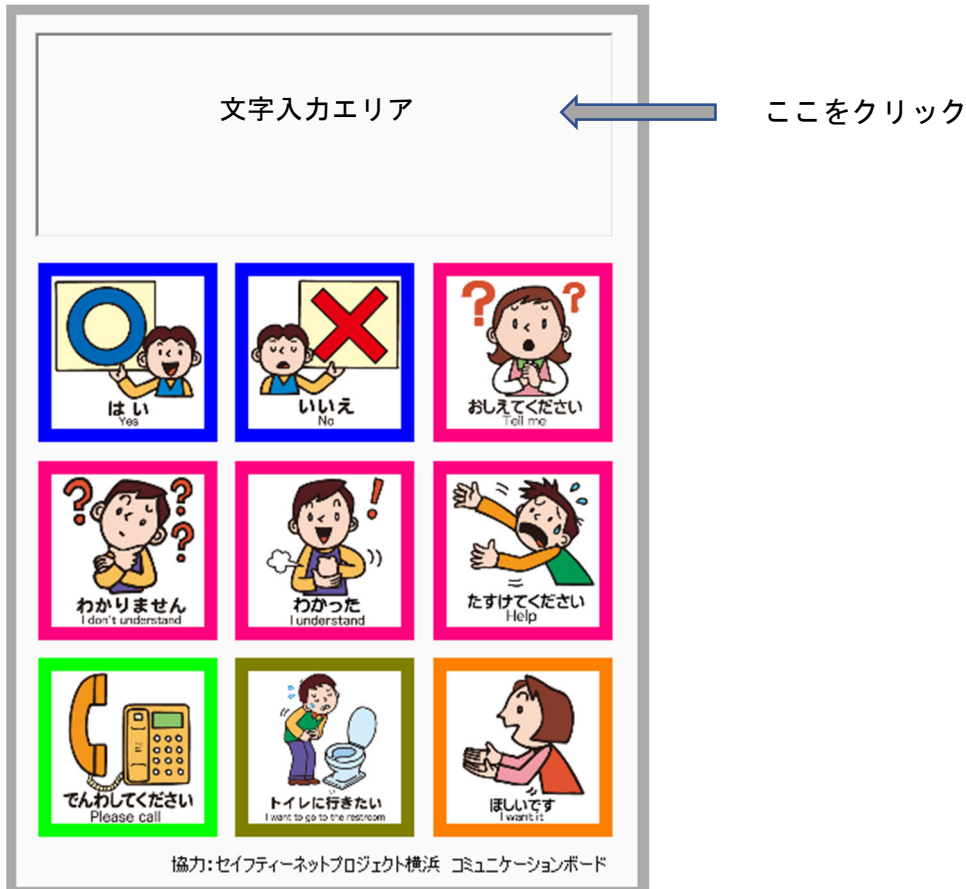 文字入力エリア
ここをクリック
はい
Yes
いいえ
No
おしえてください
Tell me
わかりません
I don't understand
わかった
I understand
たすけてください
Help
でんわしてください
Please call
トイレに行きたい
I want to go to the restroom
ほしいです
I want it
協力:セイフティーネットプロジェクト横浜 コミュニケーションボード